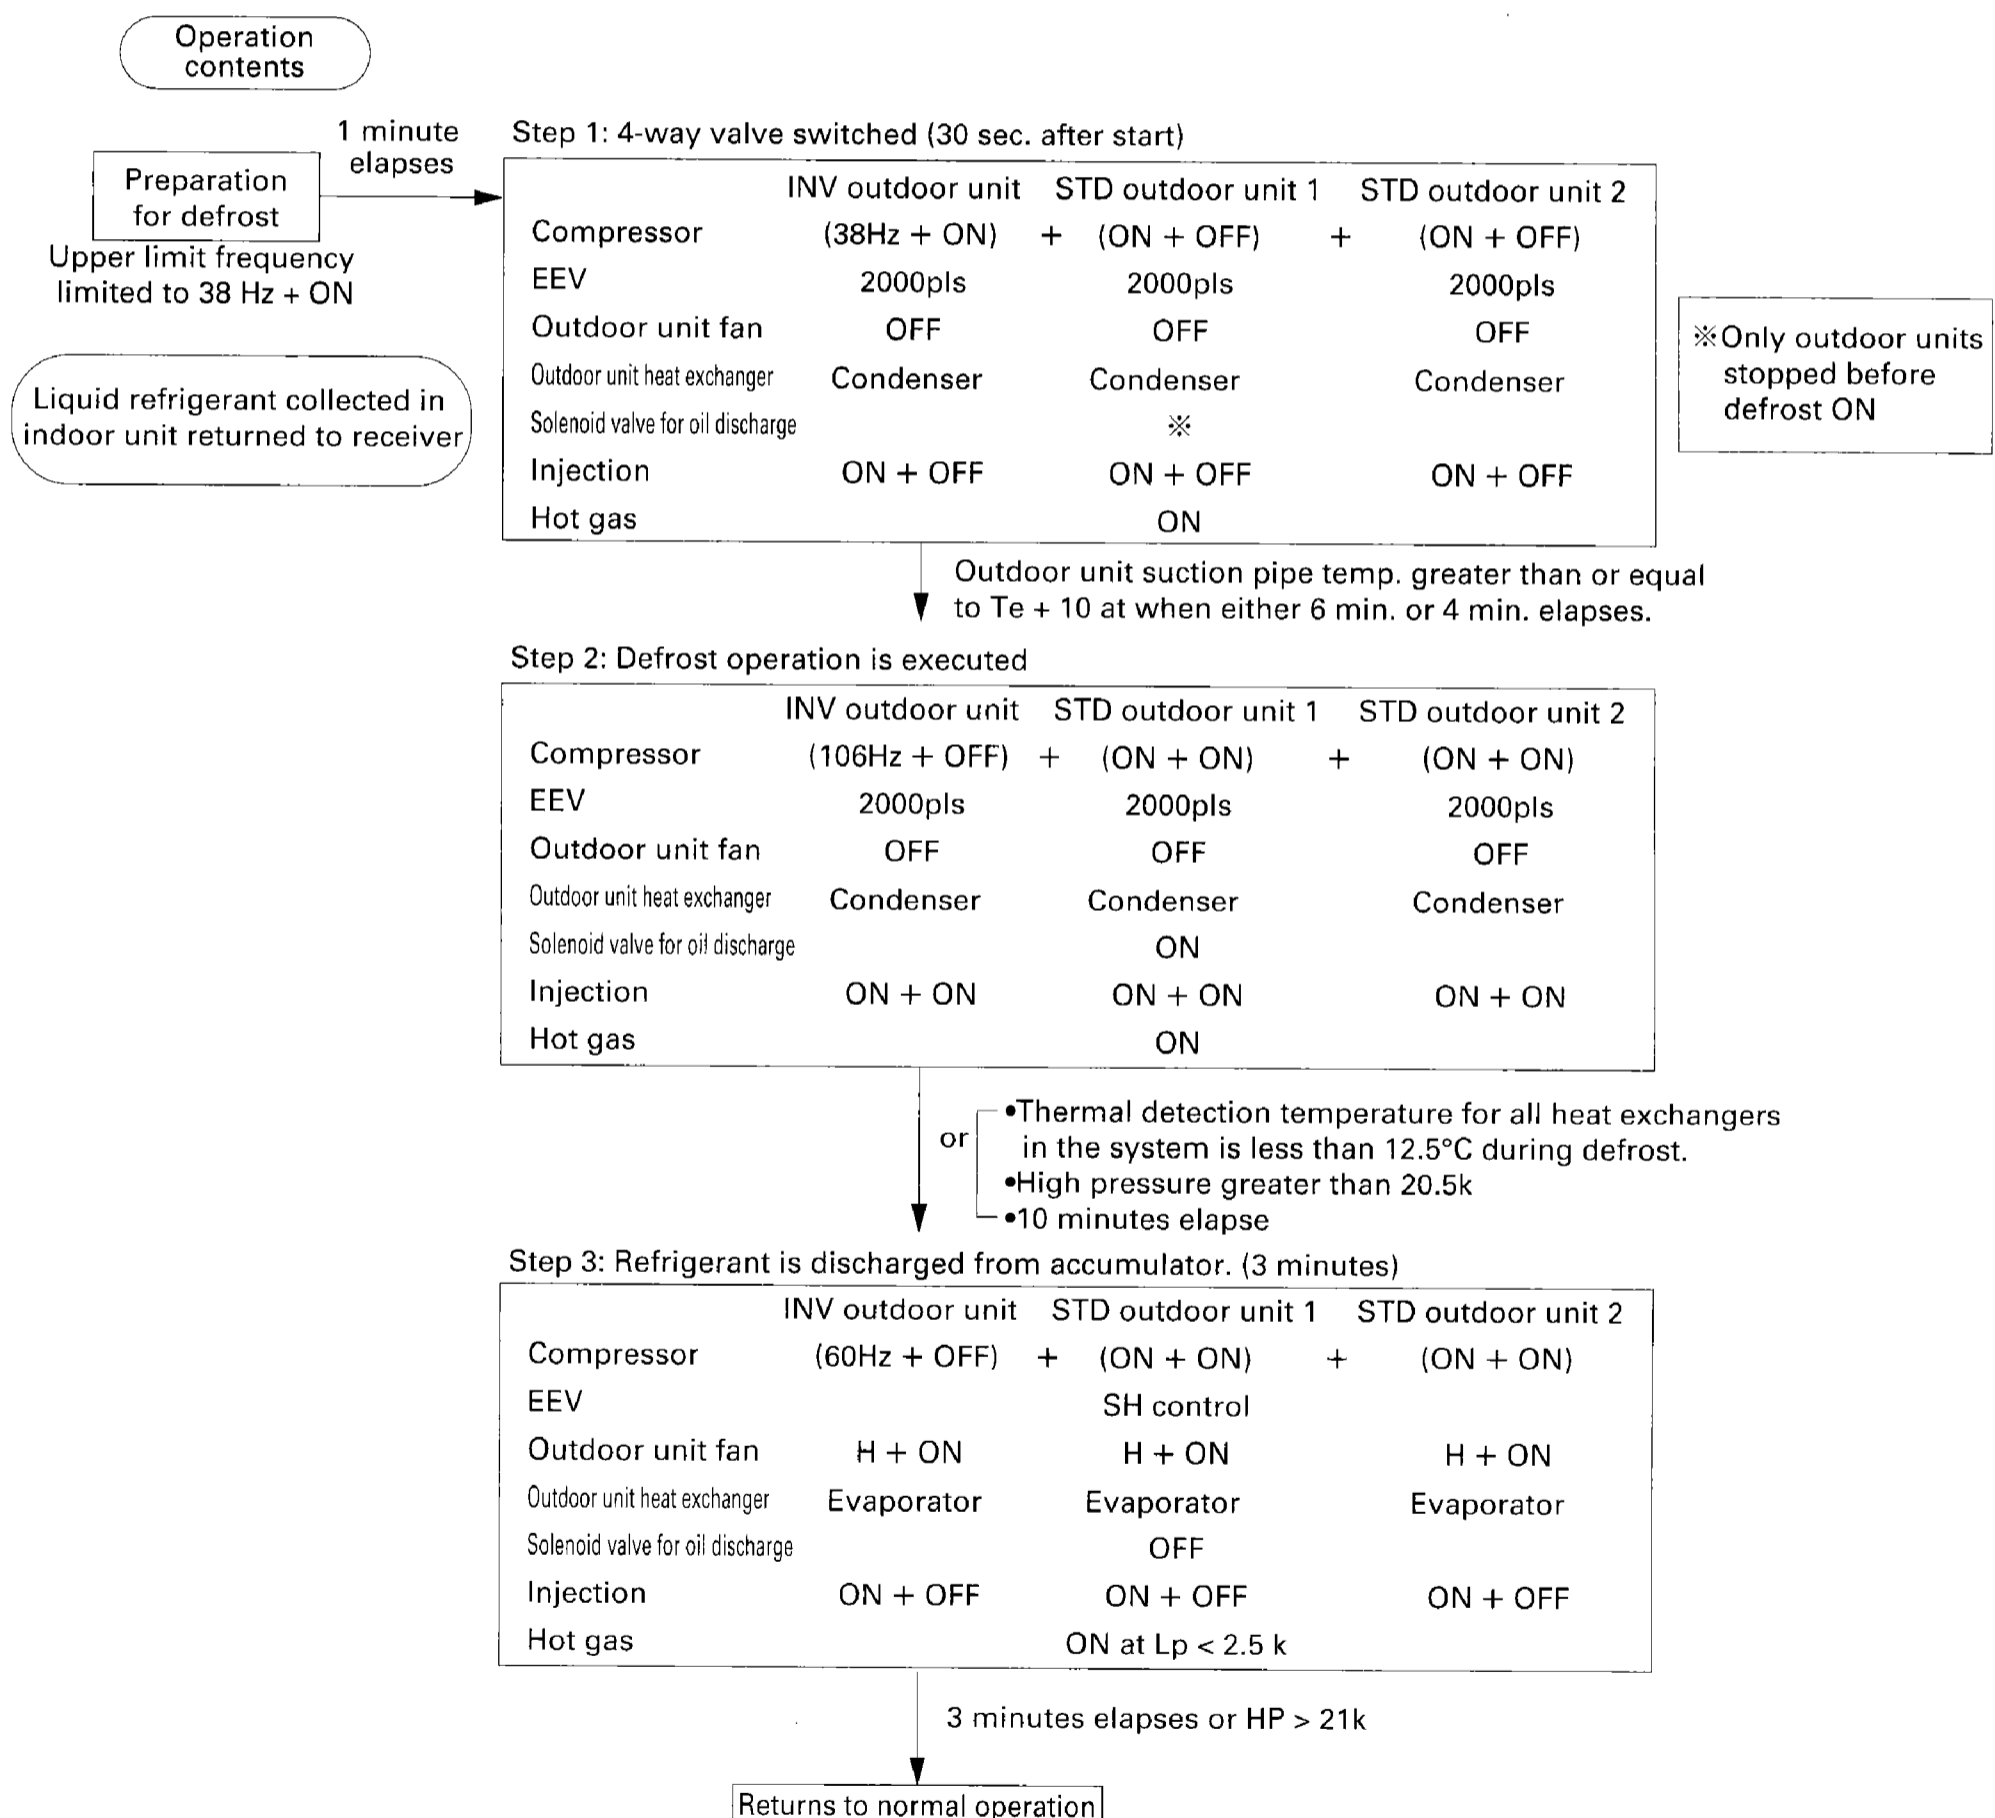 Operation
contents
1 minute
elapses
Preparation
for defrost
Upper limit frequency
limited to 38 Hz + ON
Liquid refrigerant collected in
indoor unit returned to receiver
Step 1: 4-way valve switched (30 sec. after start)
INV outdoor unit STD outdoor unit 1 STD outdoor unit 2
Compressor (38Hz + ON) + (ON + OFF) + (ON + OFF)
EEV 2000pls 2000pls 2000pls
Outdoor unit fan OFF OFF OFF
Outdoor unit heat exchanger Condenser Condenser Condenser
Solenoid valve for oil discharge ※
Injection ON + OFF ON + OFF ON + OFF
Hot gas ON
※Only outdoor units
stopped before
defrost ON
Outdoor unit suction pipe temp. greater than or equal
to Te + 10 at when either 6 min. or 4 min. elapses.
Step 2: Defrost operation is executed
INV outdoor unit STD outdoor unit 1 STD outdoor unit 2
Compressor (106Hz + OFF) + (ON + ON) + (ON + ON)
EEV 2000pls 2000pls 2000pls
Outdoor unit fan OFF OFF OFF
Outdoor unit heat exchanger Condenser Condenser Condenser
Solenoid valve for oil discharge ON
Injection ON + ON ON + ON ON + ON
Hot gas ON
or
•Thermal detection temperature for all heat exchangers
in the system is less than 12.5°C during defrost.
•High pressure greater than 20.5k
•10 minutes elapse
Step 3: Refrigerant is discharged from accumulator. (3 minutes)
INV outdoor unit STD outdoor unit 1 STD outdoor unit 2
Compressor (60Hz + OFF) + (ON + ON) + (ON + ON)
EEV SH control
Outdoor unit fan H + ON H + ON H + ON
Outdoor unit heat exchanger Evaporator Evaporator Evaporator
Solenoid valve for oil discharge OFF
Injection ON + OFF ON + OFF ON + OFF
Hot gas ON at Lp < 2.5 k
3 minutes elapses or HP > 21k
Returns to normal operation